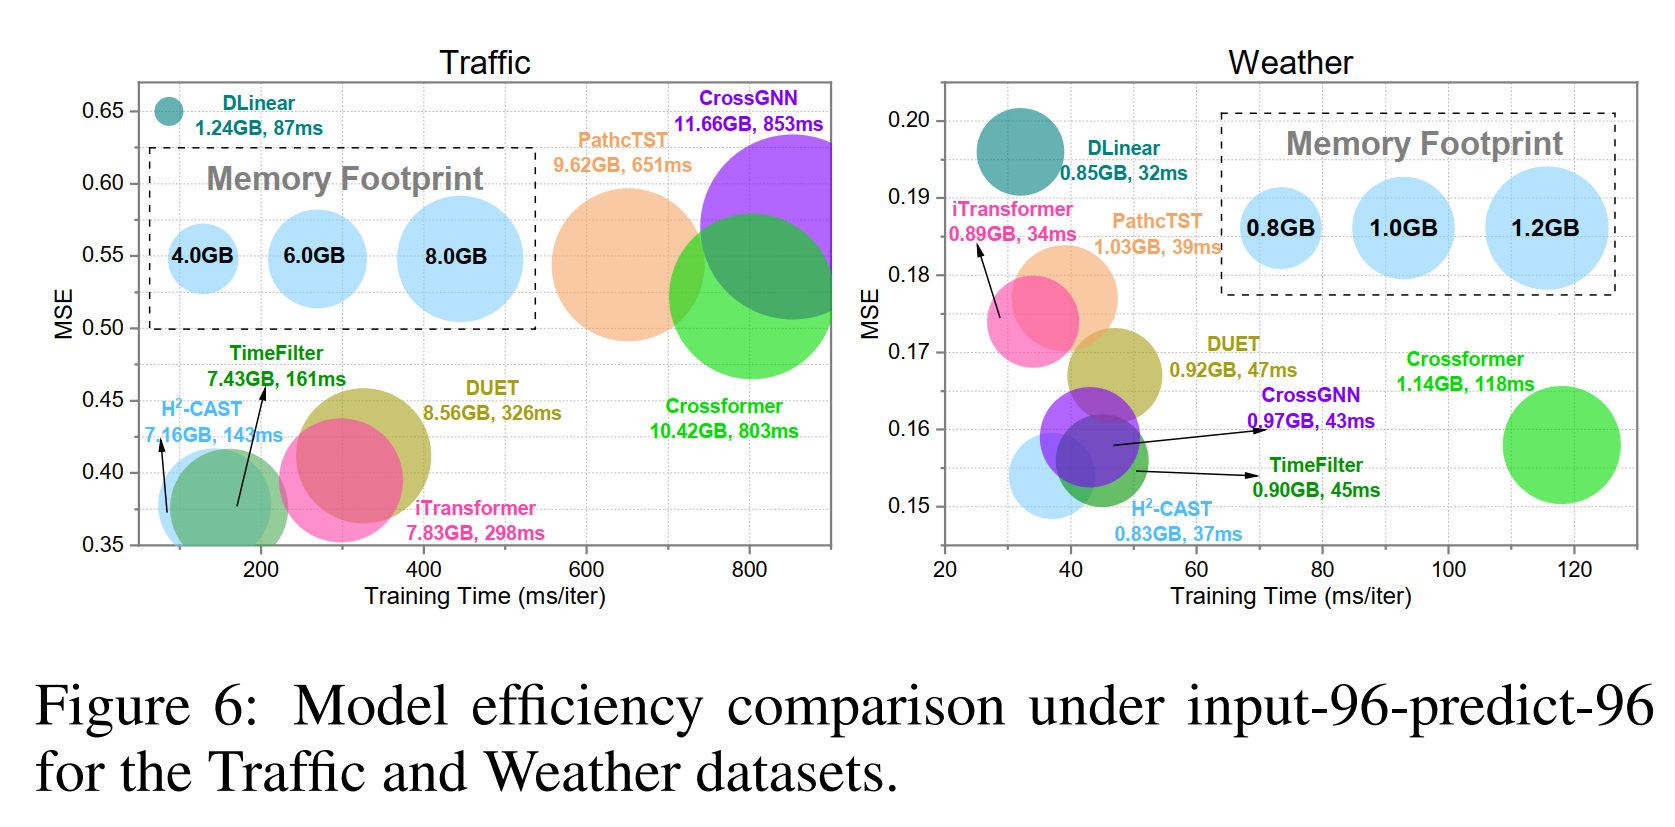 Traffic
0.65
0.60
0.55
0.50
0.45
0.40
0.35
MSE
DLinear
1.24GB, 87ms
CrossGNN
11.66GB, 853ms
PathcTST
9.62GB, 651ms
Memory Footprint
4.0GB
6.0GB
8.0GB
TimeFilter
7.43GB, 161ms
H²-CAST
7.16GB, 143ms
DUET
8.56GB, 326ms
Crossformer
10.42GB, 803ms
iTransformer
7.83GB, 298ms
200
400
600
800
Training Time (ms/iter)
Weather
0.20
0.19
0.18
0.17
0.16
0.15
MSE
DLinear
0.85GB, 32ms
Memory Footprint
0.8GB
1.0GB
1.2GB
iTransformer
0.89GB, 34ms
PathcTST
1.03GB, 39ms
DUET
0.92GB, 47ms
Crossformer
1.14GB, 118ms
CrossGNN
0.97GB, 43ms
TimeFilter
0.90GB, 45ms
H²-CAST
0.83GB, 37ms
20
40
60
80
100
120
Training Time (ms/iter)
Figure 6: Model efficiency comparison under input-96-predict-96
for the Traffic and Weather datasets.